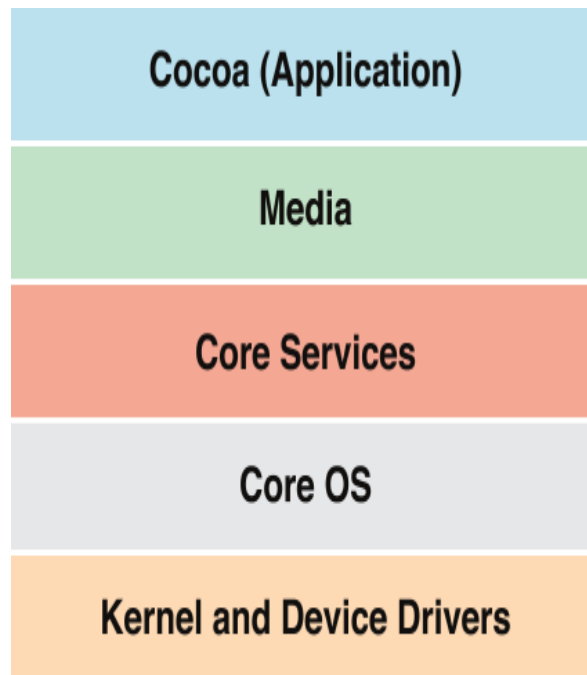 Cocoa (Application)
Media
Core Services
Core OS
Kernel and Device Drivers